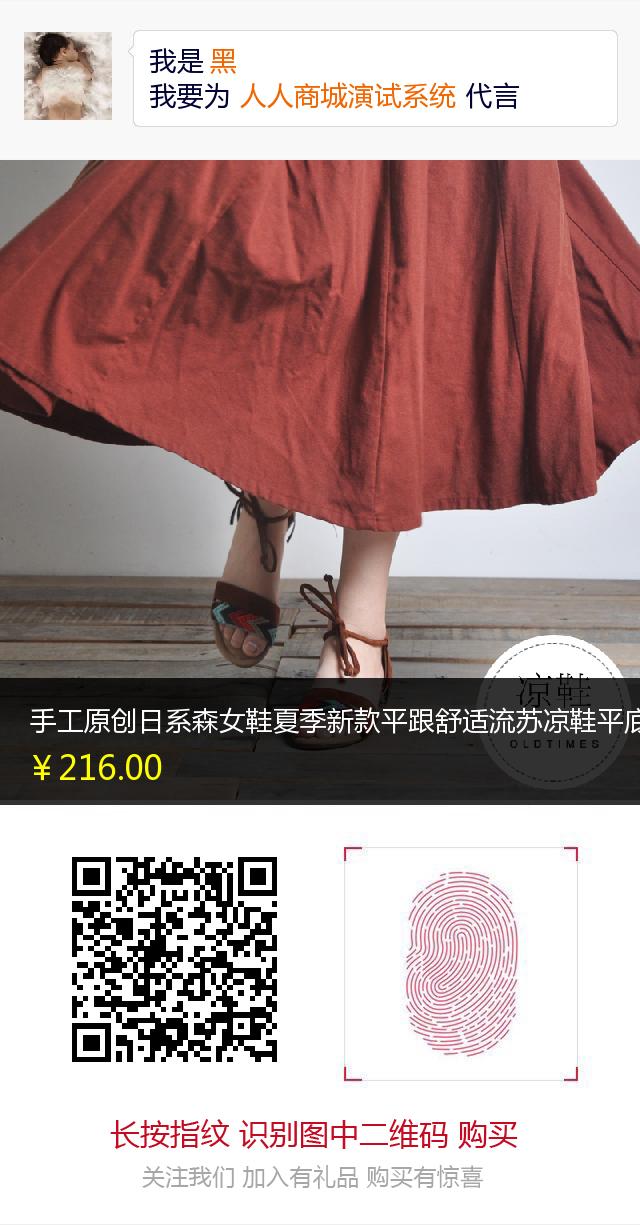 我是 黑
我要为 人人商城演试系统 代言
凉鞋
手工原创日系森女鞋夏季新款平跟舒适流苏凉鞋平底
OLDTIMES
￥216.00
长按指纹 识别图中二维码 购买
关注我们 加入有礼品 购买有惊喜